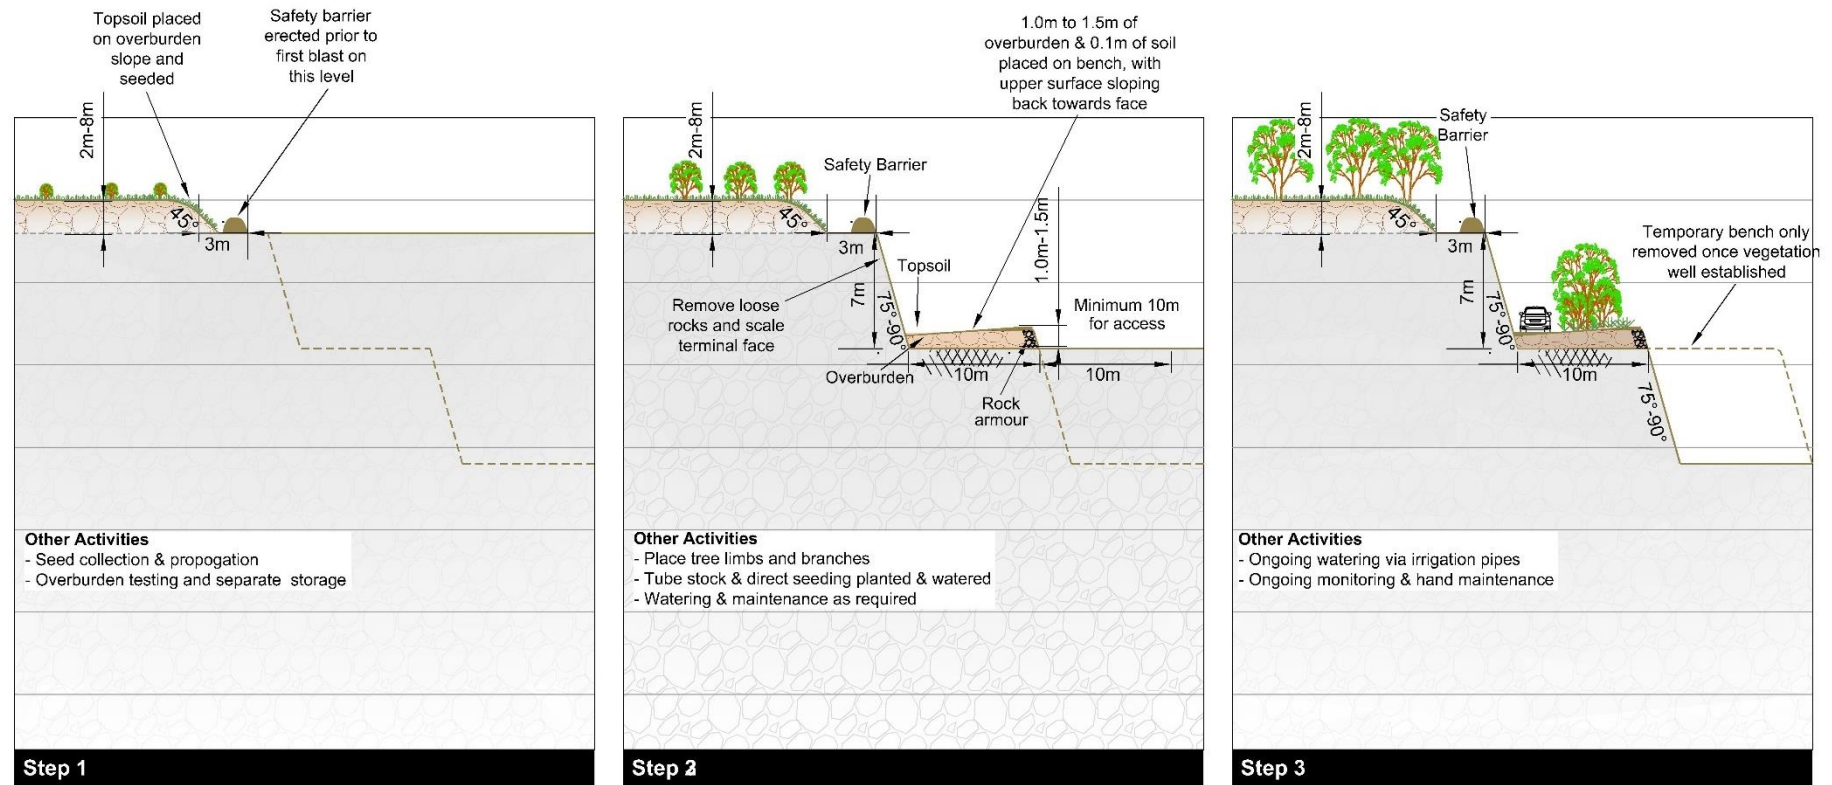 Topsoil placed
on overburden
slope and
seeded
Safety barrier
erected prior to
first blast on
this level
2m-8m
45°
3m
Other Activities
- Seed collection & propogation
- Overburden testing and separate storage
Step 1
1.0m to 1.5m of
overburden & 0.1m of soil
placed on bench, with
upper surface sloping
back towards face
2m-8m
Safety Barrier
45°
3m
1.0m-1.5m
Topsoil
7m
75°-90°
Remove loose
rocks and scale
terminal face
Minimum 10m
for access
Overburden
10m
10m
Rock
armour
Other Activities
- Place tree limbs and branches
- Tube stock & direct seeding planted & watered
- Watering & maintenance as required
Step
2m-8m
Safety
Barrier
45°
3m
Temporary bench only
removed once vegetation
well established
7m
75°-90°
10m
75°-90°
Other Activities
- Ongoing watering via irrigation pipes
- Ongoing monitoring & hand maintenance
Step 3